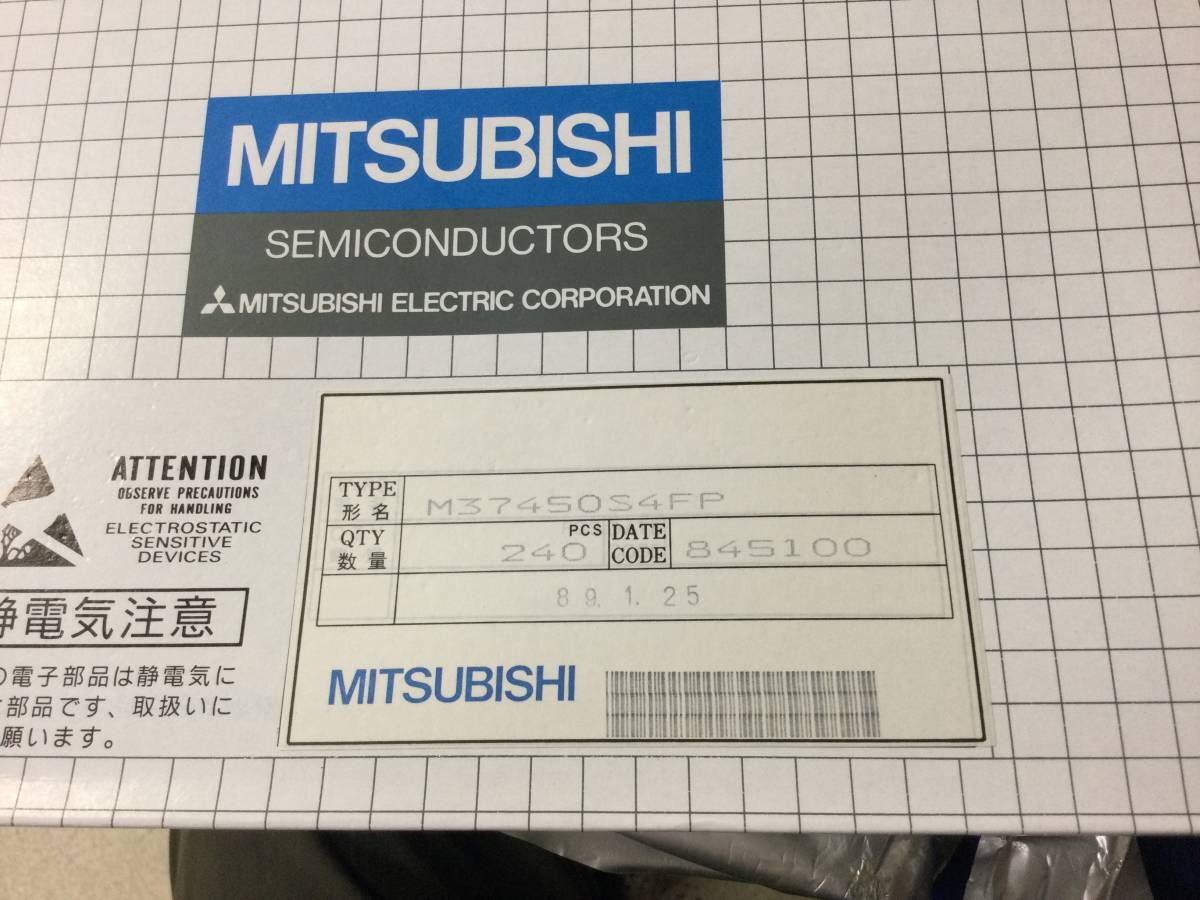 MITSUBISHI
SEMICONDUCTORS
MITSUBISHI ELECTRIC CORPORATION
ATTENTION
OBSERVE PRECAUTIONS
FOR HANDLING
ELECTROSTATIC
SENSITIVE
DEVICES
静電気注意
の電子部品は静電気に
部品です、取扱いに
願います。
TYPE
形名 M37450S4FP
QTY
数量 240 PCS DATE
CODE 845100
89.1.25
MITSUBISHI